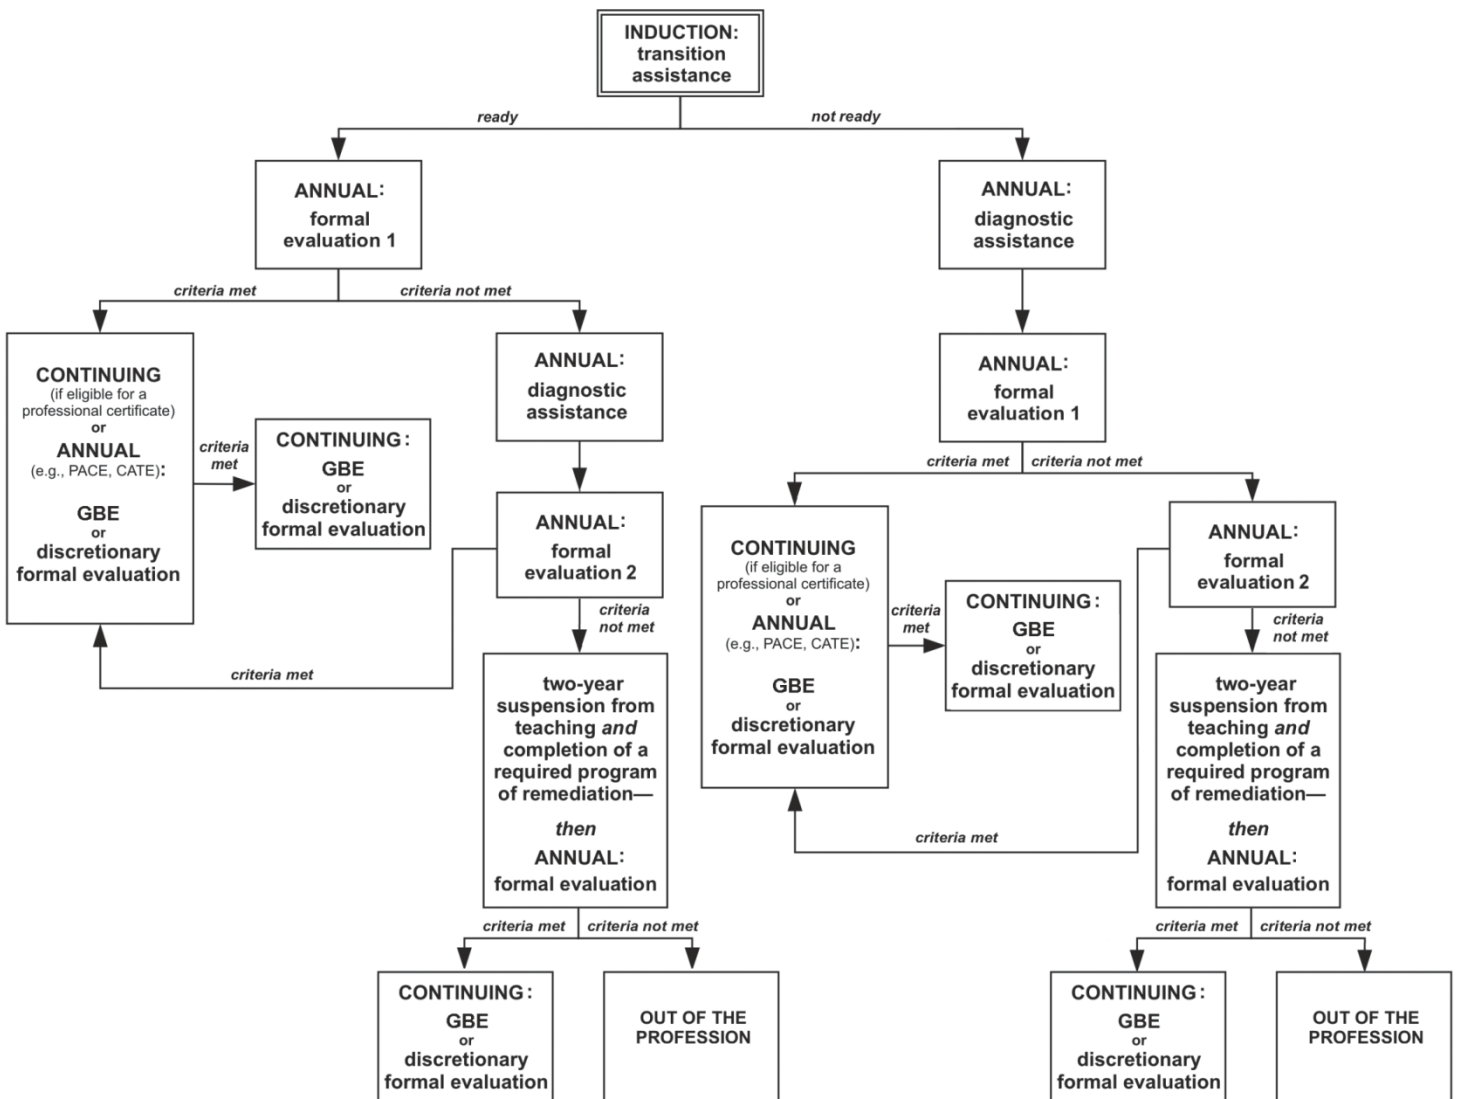 INDUCTION:
transition
assistance
ready
not ready
ANNUAL:
formal
evaluation 1
ANNUAL:
diagnostic
assistance
criteria met
criteria not met
CONTINUING
(if eligible for a
professional certificate)
or
ANNUAL
(e.g., PACE, CATE):
GBE
or
discretionary
formal evaluation
criteria
met
CONTINUING:
GBE
or
discretionary
formal evaluation
ANNUAL:
diagnostic
assistance
ANNUAL:
formal
evaluation 2
criteria
not met
criteria met
two-year
suspension from
teaching and
completion of a
required program
of remediation—
then
ANNUAL:
formal evaluation
criteria met
criteria not met
CONTINUING:
GBE
or
discretionary
formal evaluation
OUT OF THE
PROFESSION
ANNUAL:
formal
evaluation 1
criteria met
criteria not met
CONTINUING
(if eligible for a
professional certificate)
or
ANNUAL
(e.g., PACE, CATE):
GBE
or
discretionary
formal evaluation
criteria
met
CONTINUING:
GBE
or
discretionary
formal evaluation
ANNUAL:
formal
evaluation 2
criteria
not met
criteria met
two-year
suspension from
teaching and
completion of a
required program
of remediation—
then
ANNUAL:
formal evaluation
criteria met
criteria not met
CONTINUING:
GBE
or
discretionary
formal evaluation
OUT OF THE
PROFESSION